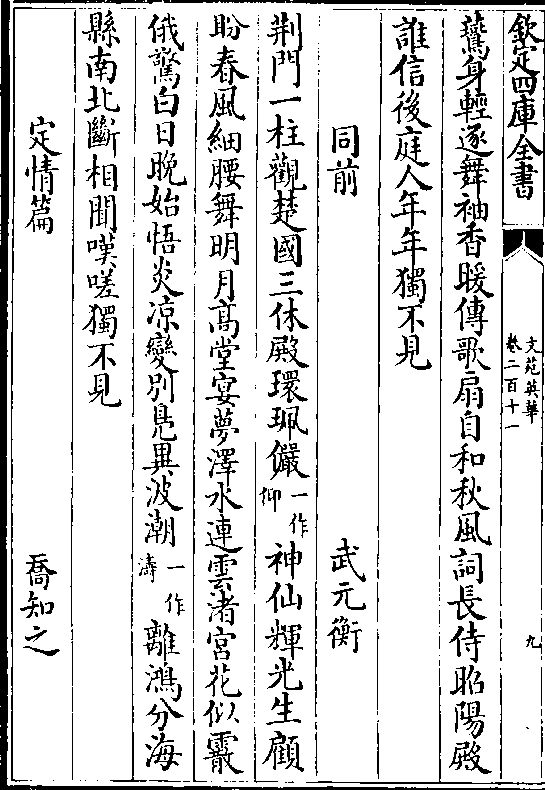 欽定四庫全書
文苑英華
卷二百十一
九
鸞身輕逐舞袖香暖傳歌扇自和秋風詞長侍昭陽殿
誰信後庭人年年獨不見
同前 武元衡
荆門一柱觀楚國三休殿環珮儼一作仰神仙輝光生顧
盼春風細腰舞明月髙堂宴夢澤水連雲渚宮花似霰
俄驚白日晚始悟炎凉變別晃異波潮一作濤離鴻分海
縣南北斷相聞嘆嗟獨不見
定情篇 喬知之